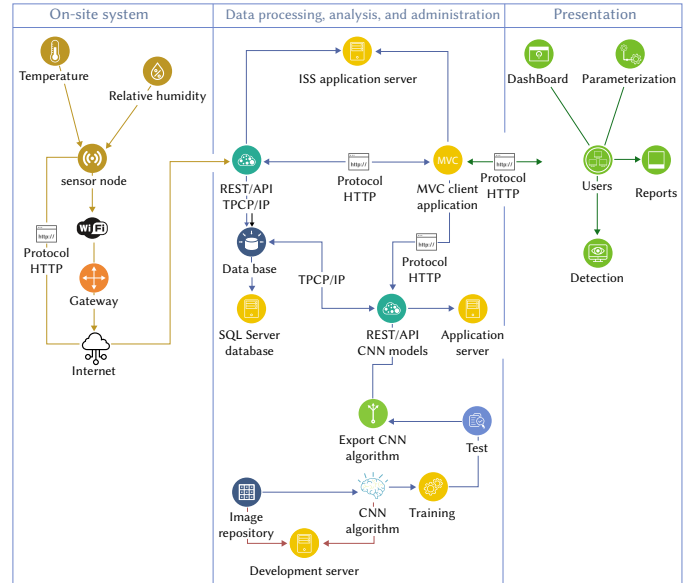 On-site system
Data processing, analysis, and administration
Presentation
Temperature
Relative humidity
sensor node
http://
Protocol
HTTP
WiFi
Gateway
Internet
ISS application server
REST/API
TPCP/IP
http://
Protocol
HTTP
MVC
MVC client
application
http://
Protocol
HTTP
http://
Protocol
HTTP
Data base
TPCP/IP
SQL Server
database
REST/API
CNN models
Application
server
Export CNN
algorithm
Test
Image
repository
CNN
algorithm
Training
Development server
DashBoard
Parameterization
Users
Reports
Detection